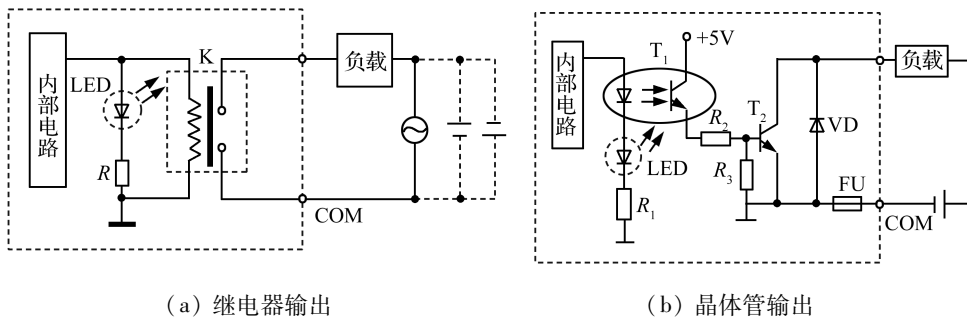 内部电路
LED
R
K
负载
COM
(a) 继电器输出
内部电路
T₁
+5V
LED
R₁
R₂
R₃
T₂
VD
FU
负载
COM
(b) 晶体管输出